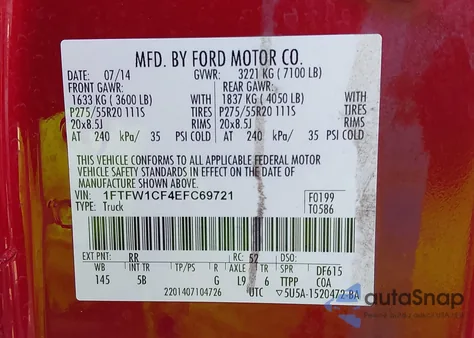 MFD. BY FORD MOTOR CO.
DATE: 07/14 GVWR: 3221 KG (7100 LB)
FRONT GAWR: REAR GAWR:
1633 KG (3600 LB) WITH 1837 KG (4050 LB) WITH
P275/55R20 111S TIRES P275/55R20 111S TIRES
20x8.5J RIMS 20x8.5J RIMS
AT 240 kPa/ 35 PSI COLD AT 240 kPa/ 35 PSI COLD
THIS VEHICLE CONFORMS TO ALL APPLICABLE FEDERAL MOTOR
VEHICLE SAFETY STANDARDS IN EFFECT ON THE DATE OF
MANUFACTURE SHOWN ABOVE.
VIN: 1FTFW1CF4EFC69721 F0199
TYPE: Truck T0586
EXT PNT: RR RC: 52 DSO:
WB INT TR TP/PS R AXLE TR SPR DF615
145 5B G L9 6 TTPP COA
2201407104726 UTC ▽5U5A-1520472-BA
autoSnap